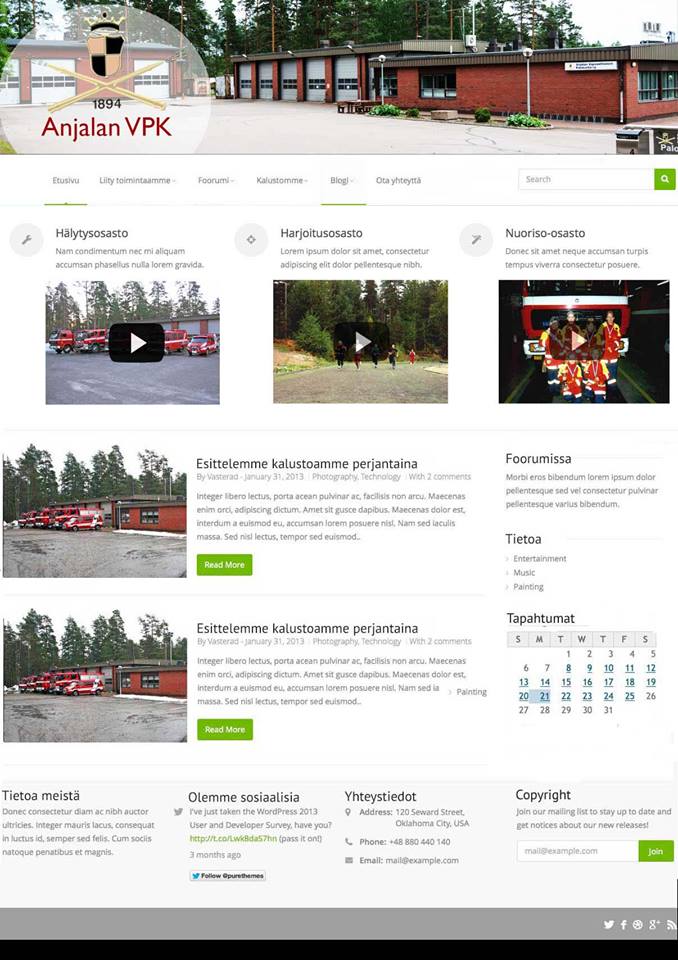 1894
Anjalan VPK
Palo
Etusivu Liity toimintaamme Foorumi Kalustomme Blogi Ota yhteyttä Search
Hälytysosasto
Nam condimentum nec mi aliquam
accumsan phasellus nulla lorem gravida.
Harjoitusosasto
Lorem ipsum dolor sit amet, consectetur
adipiscing elit dolor pellentesque nibh.
Nuoriso-osasto
Donec sit amet neque accumsan turpis
tempus viverra consectetur posuere.
Esittelemme kalustoamme perjantaina
By Vasterad - January 31, 2013 | Photography, Technology | With 2 comments
Integer libero lectus, porta acean pulvinar ac, facilisis non arcu. Maecenas
enim orci, adipiscing dictum. Amet sit gusce dapibus. Maecenas dolor est,
interdum a euismod eu, accumsan lorem posuere nisl. Nam sed iaculis
massa. Sed nisl lectus, tempor sed euismod..
Read More
Esittelemme kalustoamme perjantaina
By Vasterad - January 31, 2013 | Photography, Technology | With 2 comments
Integer libero lectus, porta acean pulvinar ac, facilisis non arcu. Maecenas
enim orci, adipiscing dictum. Amet sit gusce dapibus. Maecenas dolor est,
interdum a euismod eu, accumsan lorem posuere nisl. Nam sed ia
› Painting
massa. Sed nisl lectus, tempor sed euismod..
Read More
Foorumissa
Morbi eros bibendum lorem ipsum dolor
pellentesque sed vel consectetur pulvinar
pellentesque varius bibendum.
Tietoa
› Entertainment
› Music
› Painting
Tapahtumat
S M T W T F S
1 2 3 4 5
6 7 8 9 10 11 12
13 14 15 16 17 18 19
20 21 22 23 24 25 26
27 28 29 30 31
Tietoa meistä
Donec consectetur diam ac nibh auctor
ultricies. Integer mauris lacus, consequat
in luctus id, semper sed felis. Cum sociis
natoque penatibus et magnis.
Olemme sosiaalisia
I've just taken the WordPress 2013
User and Developer Survey, have you?
http://t.co/Lwk8da57hn (pass it on!)
3 months ago
Follow @purethemes
Yhteystiedot
Address: 120 Seward Street,
Oklahoma City, USA
Phone: +48 880 440 140
Email: mail@example.com
Copyright
Join our mailing list to stay up to date and
get notices about our new releases!
mail@example.com Join